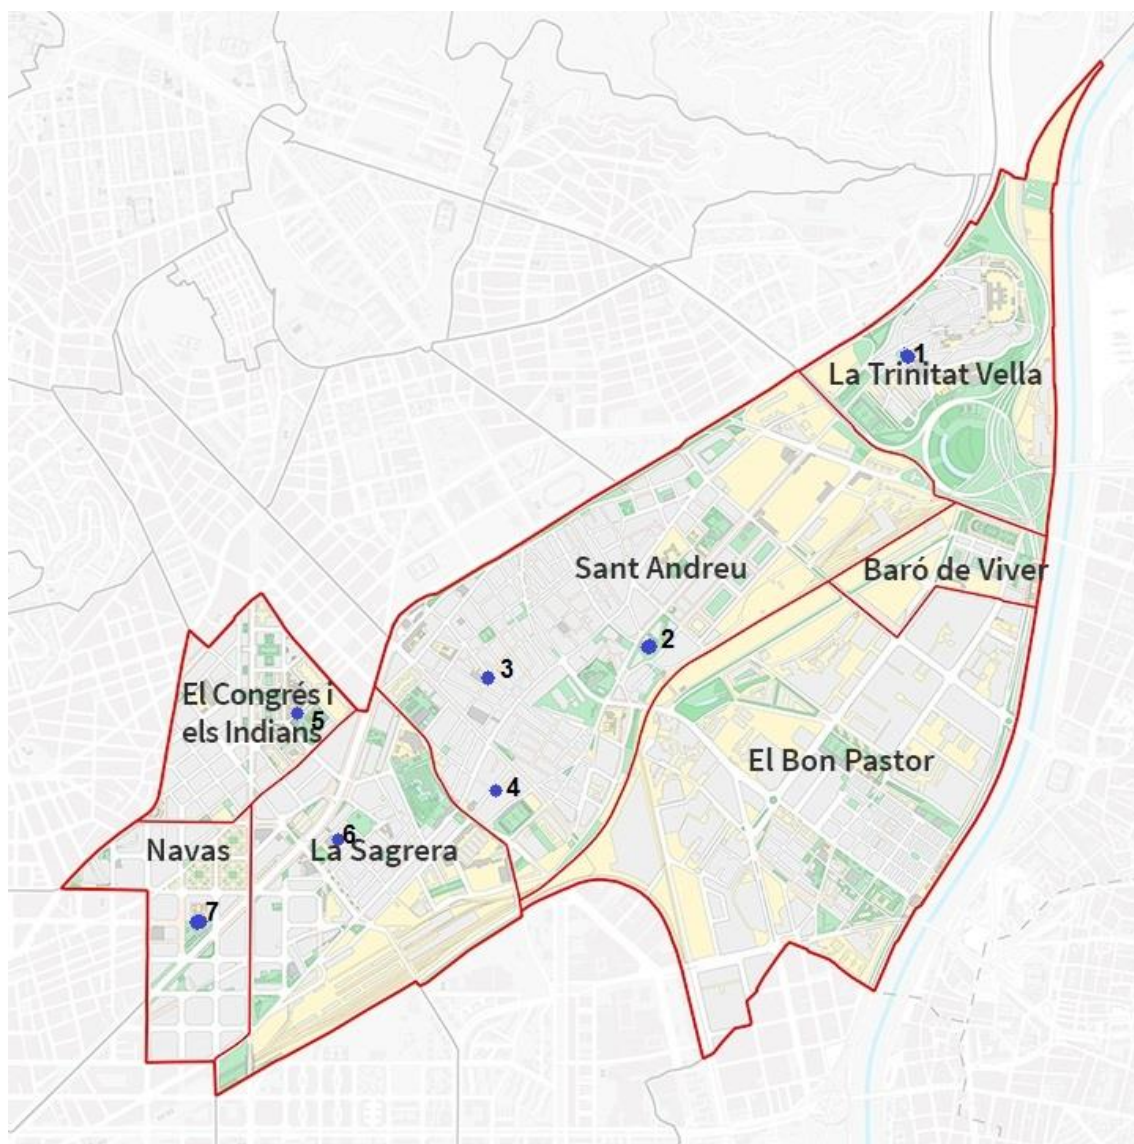 1
La Trinitat Vella
Sant Andreu
Baró de Viver
2
3
El Congrés i
els Indians
5
El Bon Pastor
4
6
Navas
La Sagrera
7